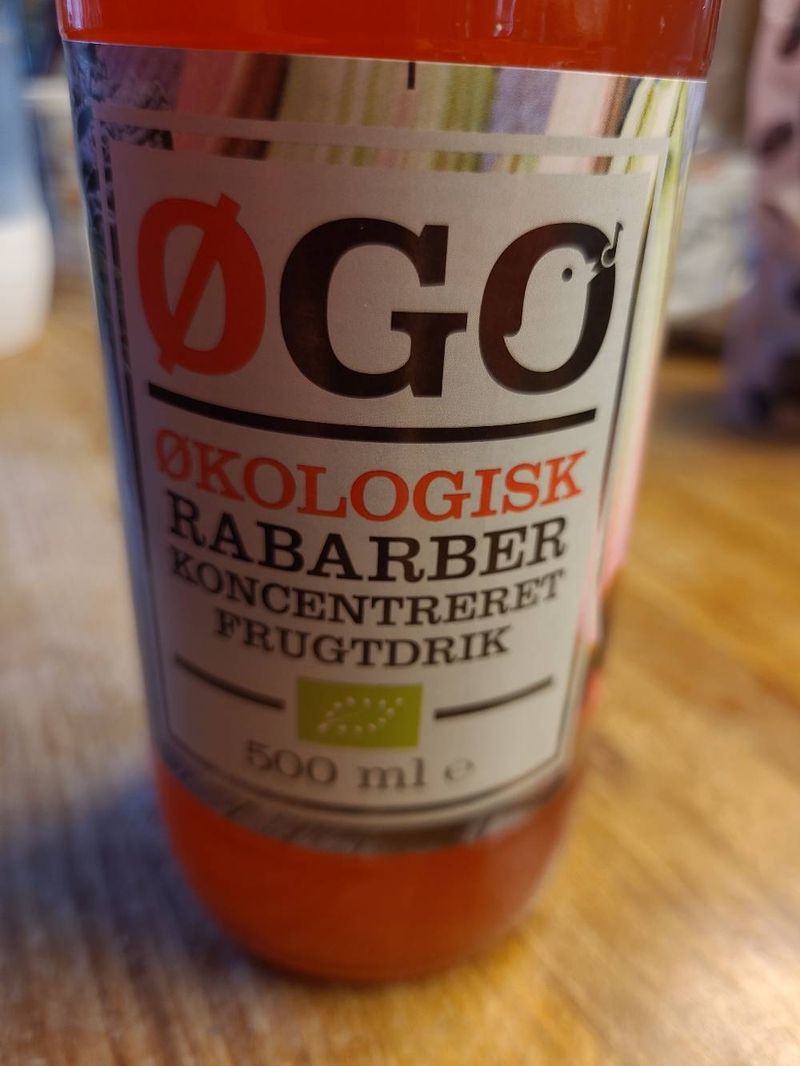 ØGO
ØKOLOGISK
RABARBER
KONCENTRERET
FRUGTDRIK
500 ml ℮